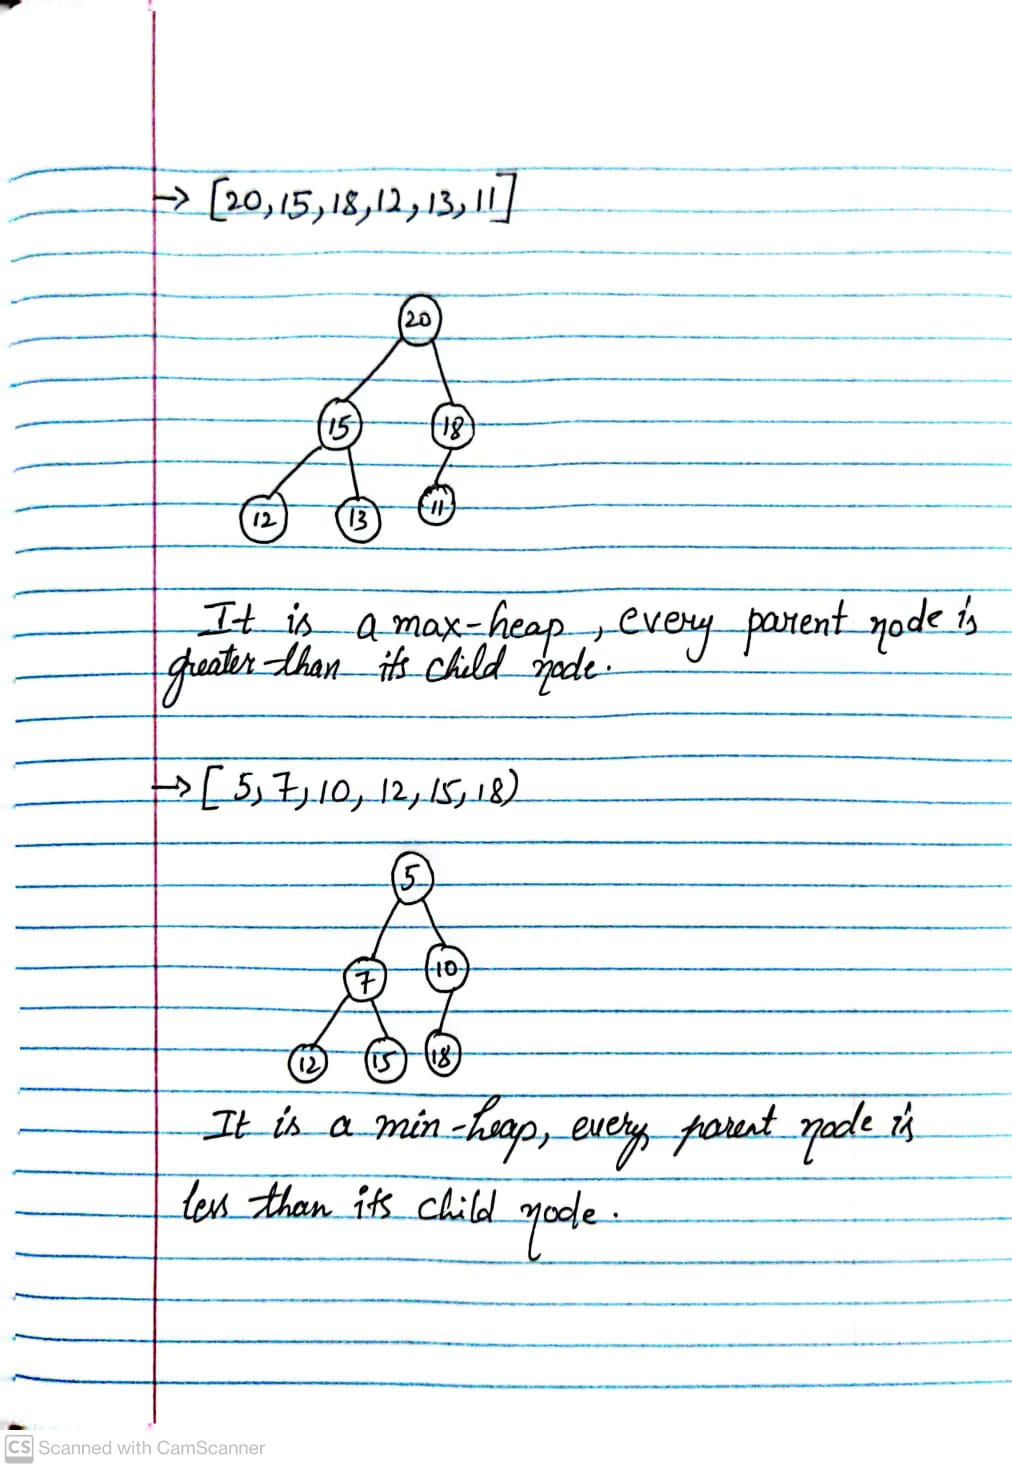 → [20, 15, 18, 12, 13, 11]
20
15 18
12 13 11
It is a max-heap, every parent node is
greater than its child node.
→ [5, 7, 10, 12, 15, 18)
5
7 10
12 15 18
It is a min-heap, every parent node is
less than its child node.
CS Scanned with CamScanner